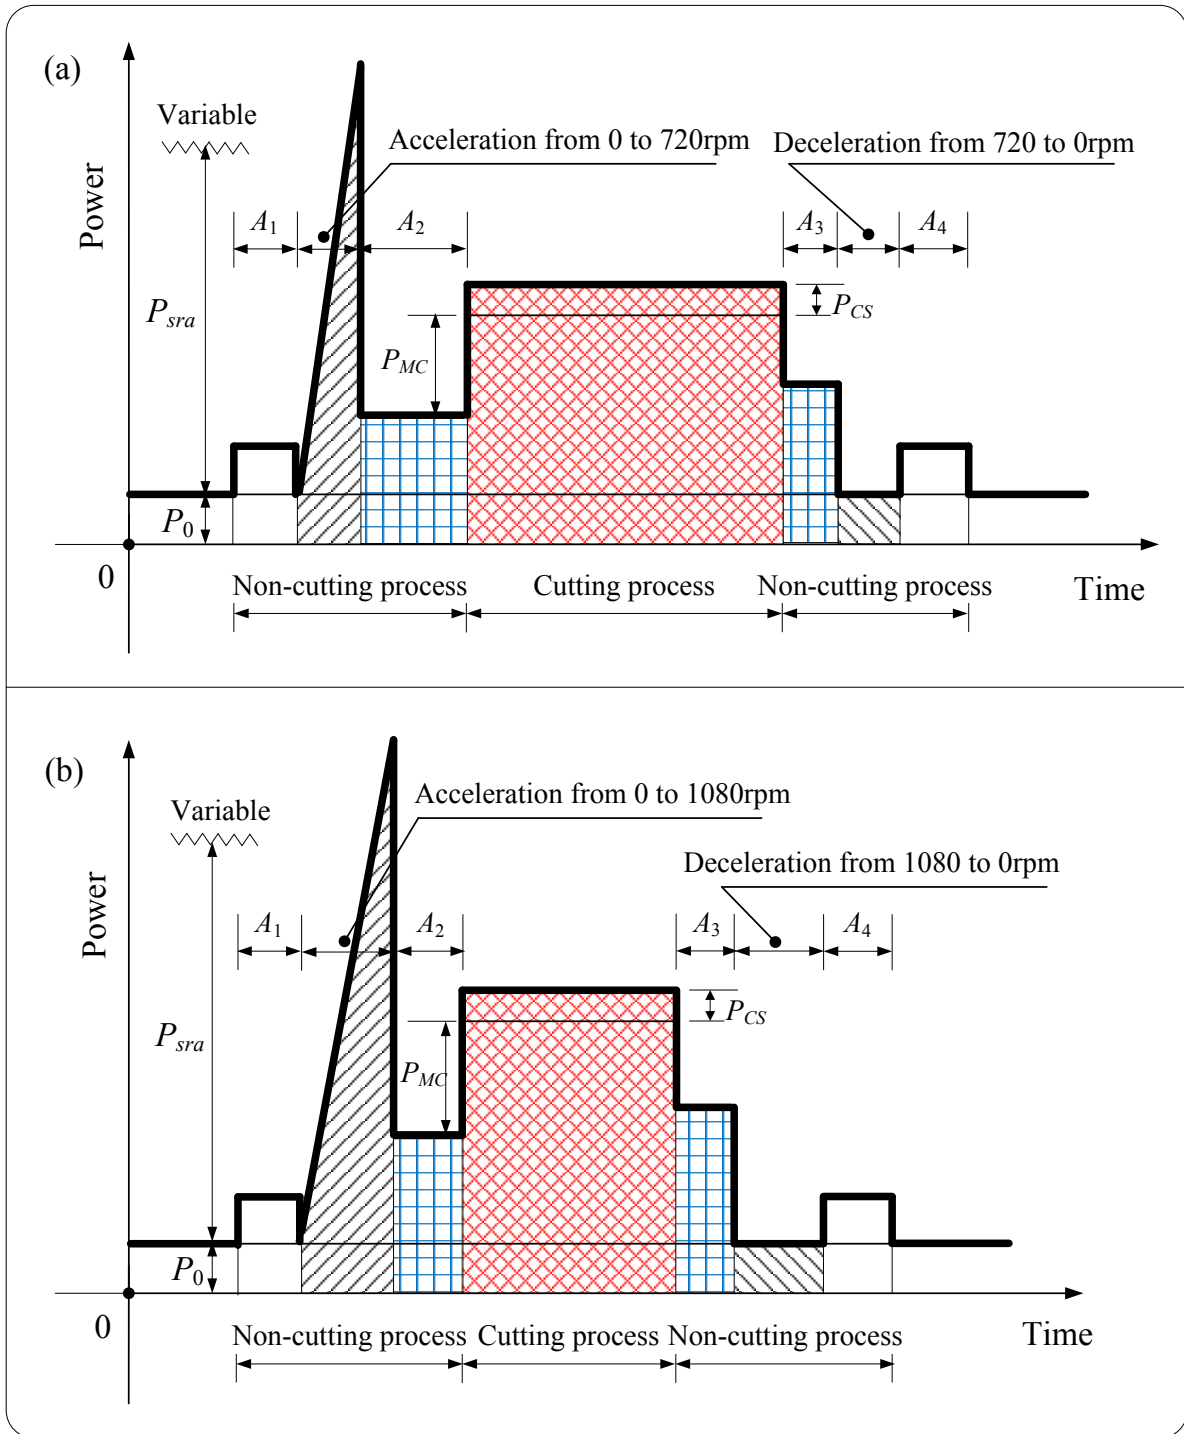 (a)
Variable
Acceleration from 0 to 720rpm
Deceleration from 720 to 0rpm
Power
A1
A2
A3
A4
Psra
PMC
PCS
P0
0
Non-cutting process
Cutting process
Non-cutting process
Time
(b)
Variable
Acceleration from 0 to 1080rpm
Deceleration from 1080 to 0rpm
Power
A1
A2
A3
A4
Psra
PMC
PCS
P0
0
Non-cutting process
Cutting process
Non-cutting process
Time